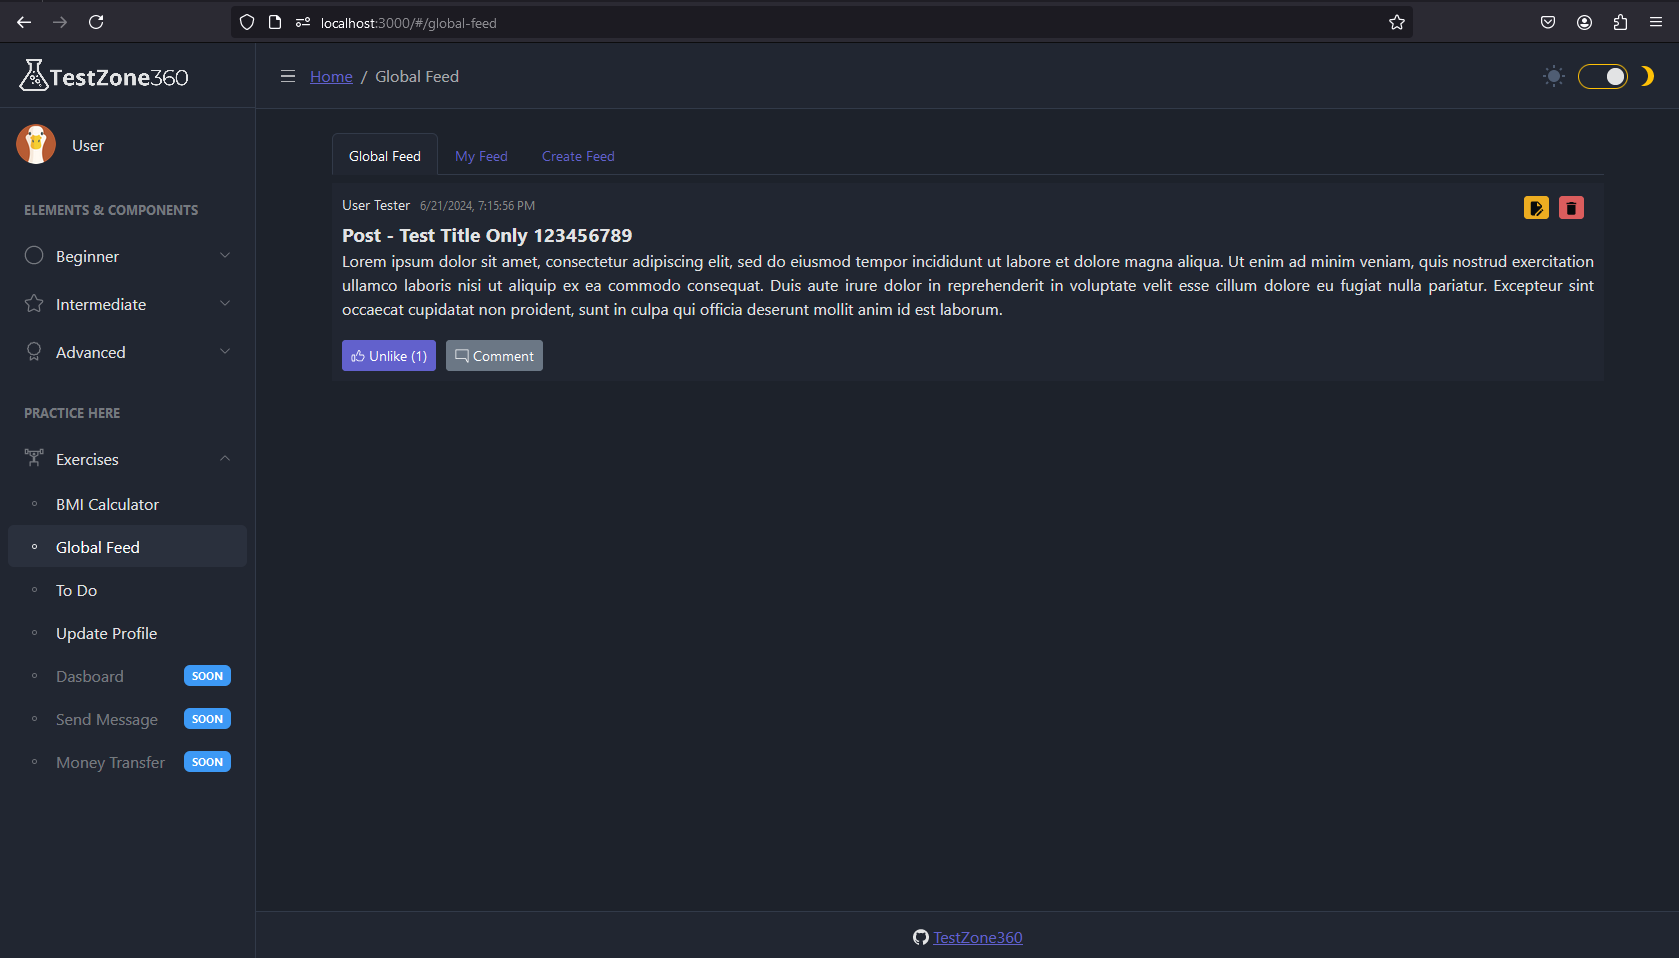 localhost:3000/#/global-feed
TestZone360
Home / Global Feed
User
ELEMENTS & COMPONENTS
Beginner
Intermediate
Advanced
PRACTICE HERE
Exercises
BMI Calculator
Global Feed
To Do
Update Profile
Dasboard SOON
Send Message SOON
Money Transfer SOON
Global Feed My Feed Create Feed
User Tester 6/21/2024, 7:15:56 PM
Post - Test Title Only 123456789
Lorem ipsum dolor sit amet, consectetur adipiscing elit, sed do eiusmod tempor incididunt ut labore et dolore magna aliqua. Ut enim ad minim veniam, quis nostrud exercitation
ullamco laboris nisi ut aliquip ex ea commodo consequat. Duis aute irure dolor in reprehenderit in voluptate velit esse cillum dolore eu fugiat nulla pariatur. Excepteur sint
occaecat cupidatat non proident, sunt in culpa qui officia deserunt mollit anim id est laborum.
Unlike (1) Comment
TestZone360